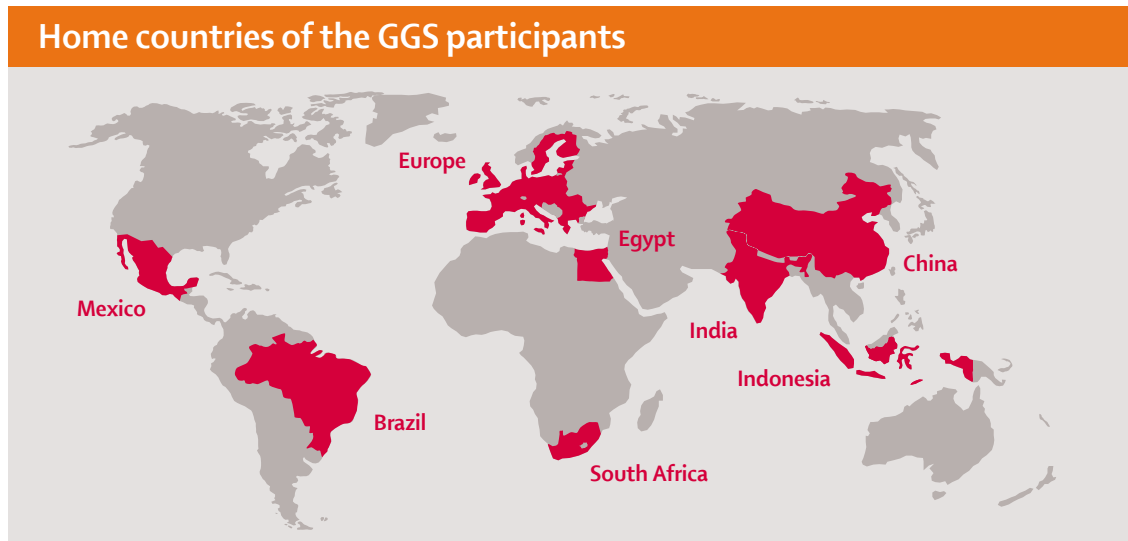 Home countries of the GGS participants
Europe
Egypt
China
Mexico
India
Indonesia
Brazil
South Africa